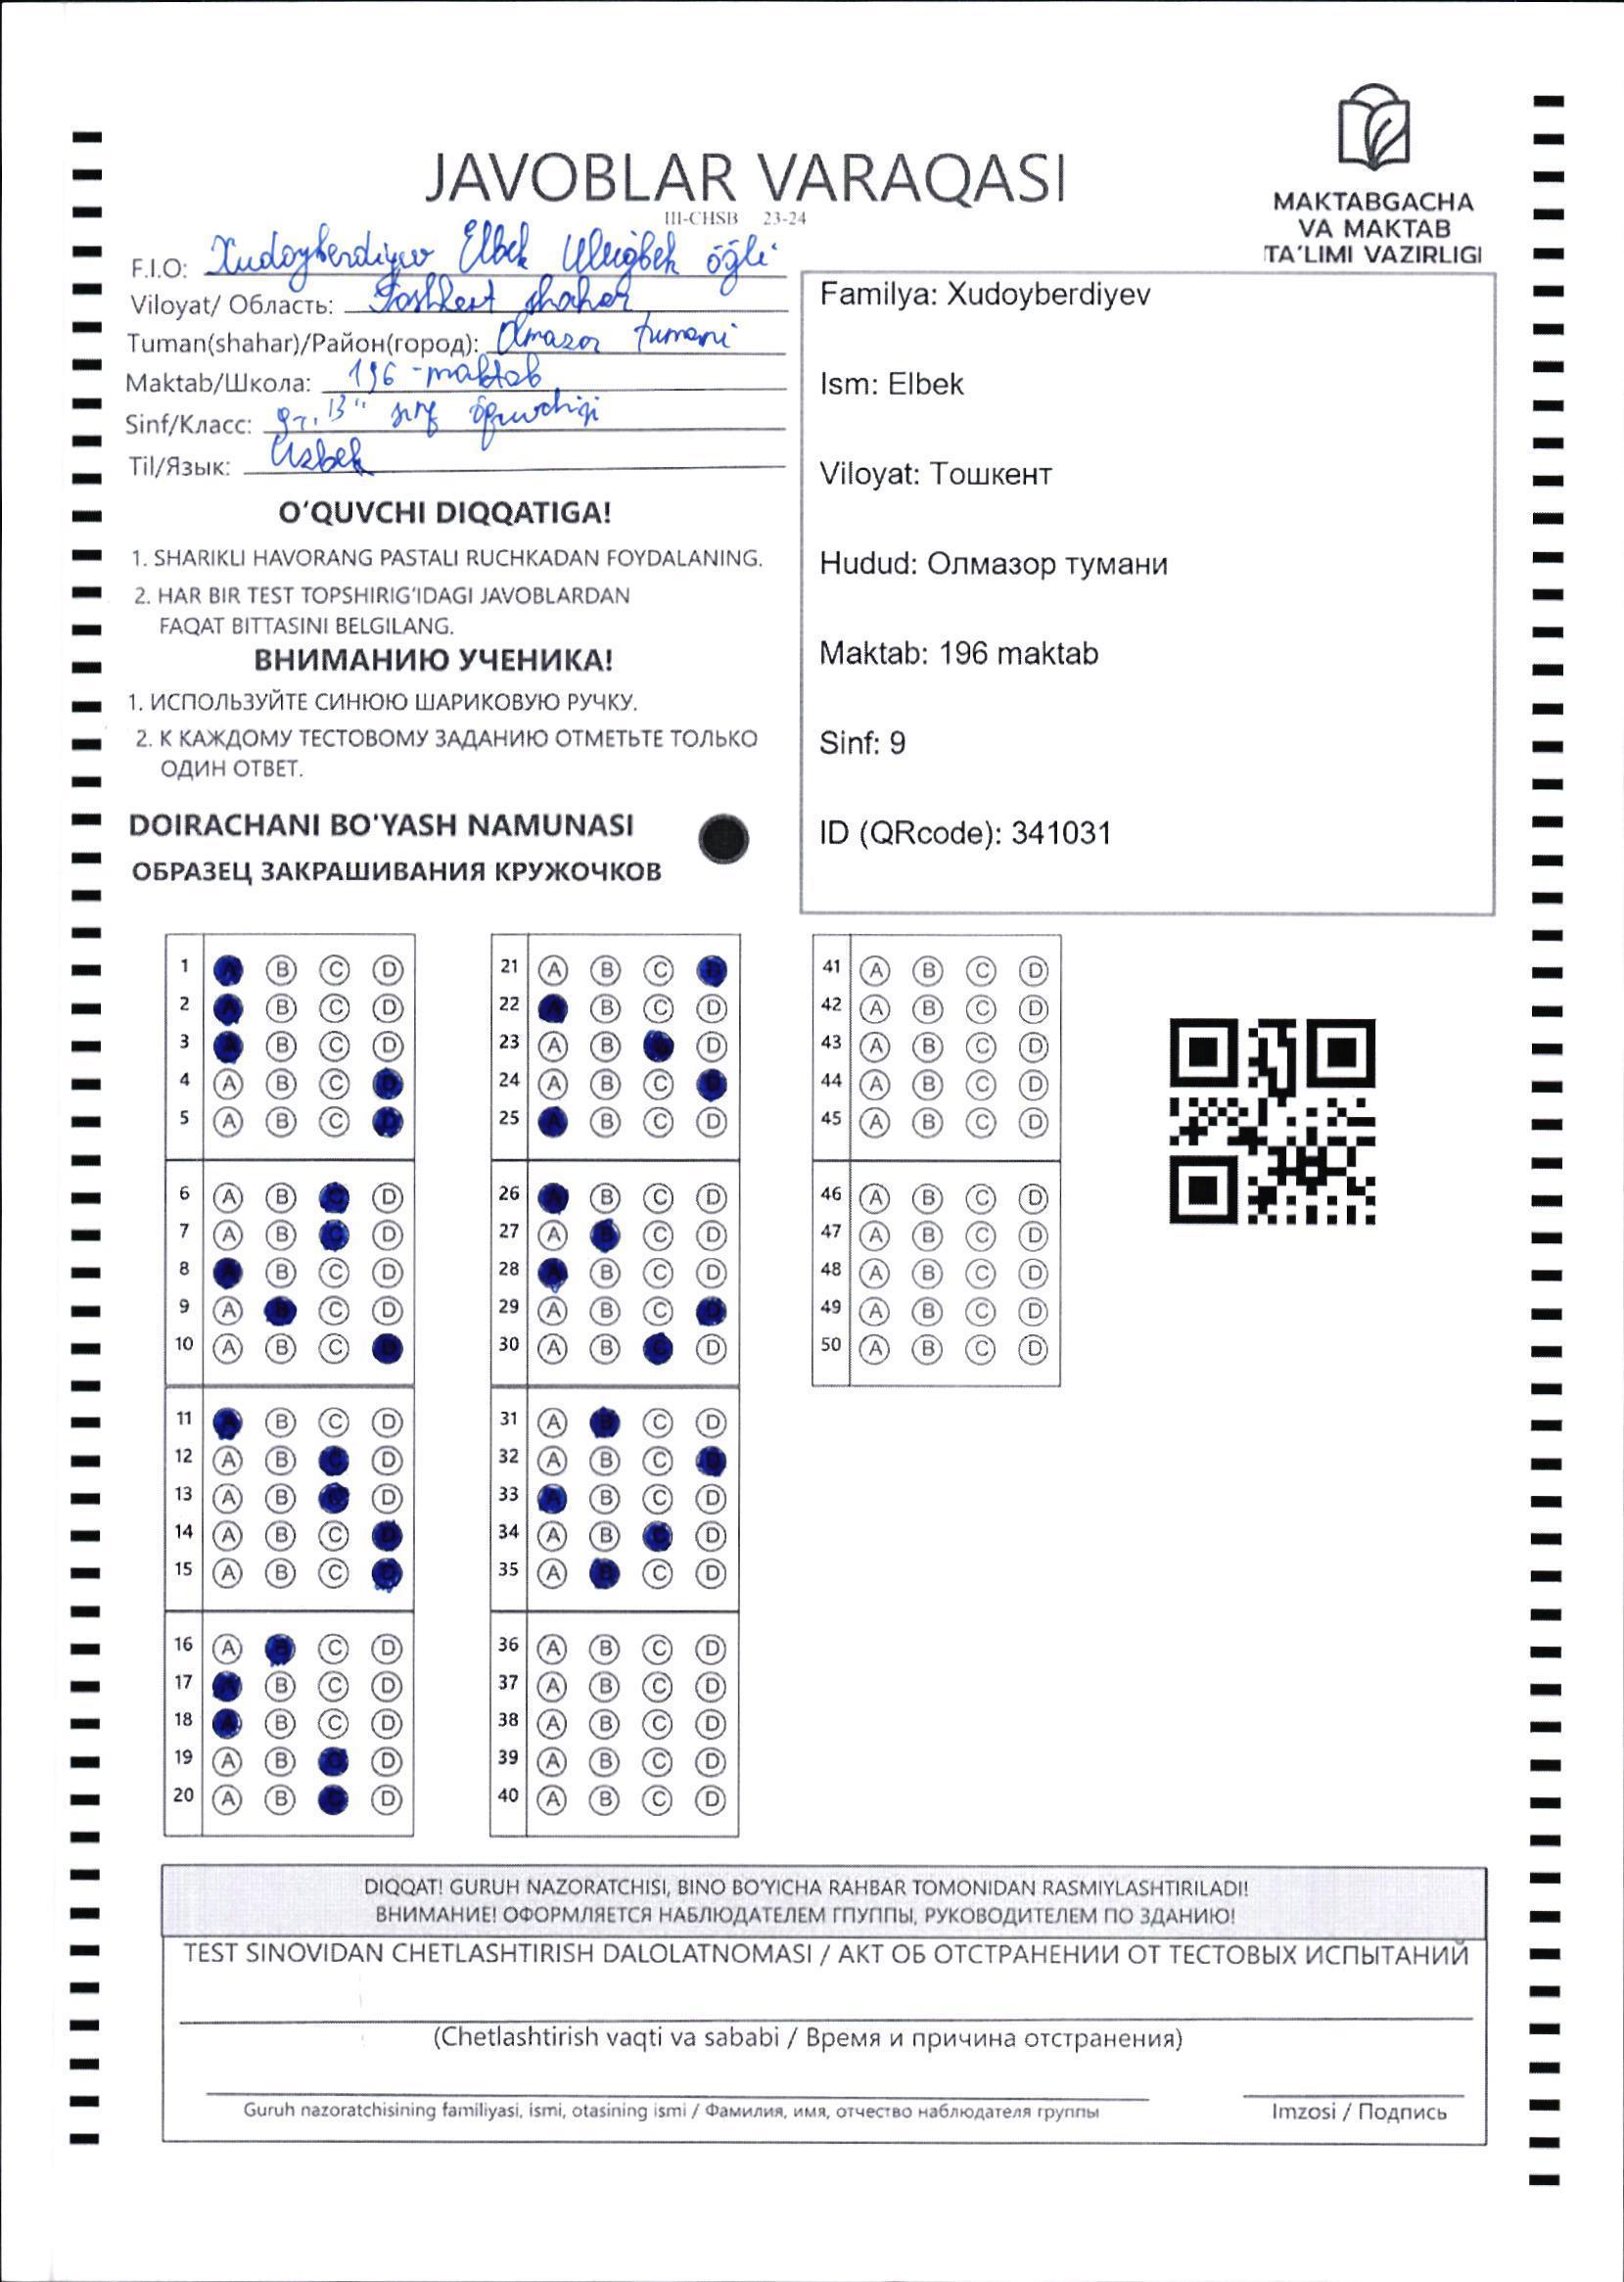 JAVOBLAR VARAQASI
III-CHSB 23-24
MAKTABGACHA
VA MAKTAB
TA'LIMI VAZIRLIGI
F.I.O: Xudoyberdiyev Elbek Ulug'bek o'g'li
Viloyat/ Область: Toshkent shahar
Tuman(shahar)/Район(город): Olmazor tumani
Maktab/Школа: 196 -maktab
Sinf/Класс: 9-"B" sinf o'quvchisi
Til/Язык: Uzbek
O'QUVCHI DIQQATIGA!
1. SHARIKLI HAVORANG PASTALI RUCHKADAN FOYDALANING.
2. HAR BIR TEST TOPSHIRIG'IDAGI JAVOBLARDAN
FAQAT BITTASINI BELGILANG.
ВНИМАНИЮ УЧЕНИКА!
1. ИСПОЛЬЗУЙТЕ СИНЮЮ ШАРИКОВУЮ РУЧКУ.
2. К КАЖДОМУ ТЕСТОВОМУ ЗАДАНИЮ ОТМЕТЬТЕ ТОЛЬКО
ОДИН ОТВЕТ.
DOIRACHANI BO'YASH NAMUNASI
ОБРАЗЕЦ ЗАКРАШИВАНИЯ КРУЖОЧКОВ
Familya: Xudoyberdiyev
Ism: Elbek
Viloyat: Тошкент
Hudud: Олмазор тумани
Maktab: 196 maktab
Sinf: 9
ID (QRcode): 341031
1 A B C D
2 A B C D
3 A B C D
4 A B C D
5 A B C D
6 A B C D
7 A B C D
8 A B C D
9 A B C D
10 A B C D
11 A B C D
12 A B C D
13 A B C D
14 A B C D
15 A B C D
16 A B C D
17 A B C D
18 A B C D
19 A B C D
20 A B C D
21 A B C D
22 A B C D
23 A B C D
24 A B C D
25 A B C D
26 A B C D
27 A B C D
28 A B C D
29 A B C D
30 A B C D
31 A B C D
32 A B C D
33 A B C D
34 A B C D
35 A B C D
36 A B C D
37 A B C D
38 A B C D
39 A B C D
40 A B C D
41 A B C D
42 A B C D
43 A B C D
44 A B C D
45 A B C D
46 A B C D
47 A B C D
48 A B C D
49 A B C D
50 A B C D
DIQQAT! GURUH NAZORATCHISI, BINO BO'YICHA RAHBAR TOMONIDAN RASMIYLASHTIRILADI!
ВНИМАНИЕ! ОФОРМЛЯЕТСЯ НАБЛЮДАТЕЛЕМ ГПУППЫ, РУКОВОДИТЕЛЕМ ПО ЗДАНИЮ!
TEST SINOVIDAN CHETLASHTIRISH DALOLATNOMASI / АКТ ОБ ОТСТРАНЕНИИ ОТ ТЕСТОВЫХ ИСПЫТАНИЙ
(Chetlashtirish vaqti va sababi / Время и причина отстранения)
Guruh nazoratchisining familiyasi, ismi, otasining ismi / Фамилия, имя, отчество наблюдателя группы
Imzosi / Подпись